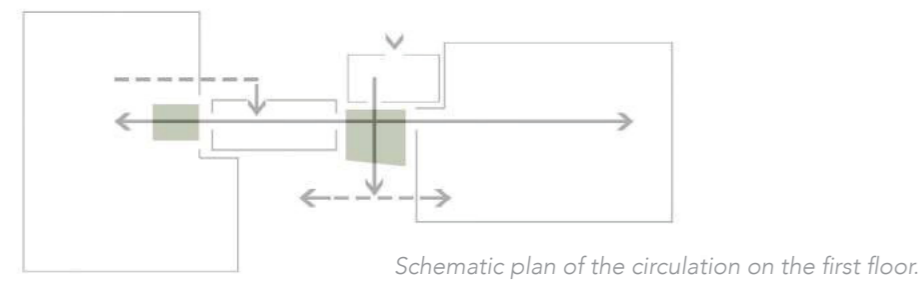 Schematic plan of the circulation on the first floor.